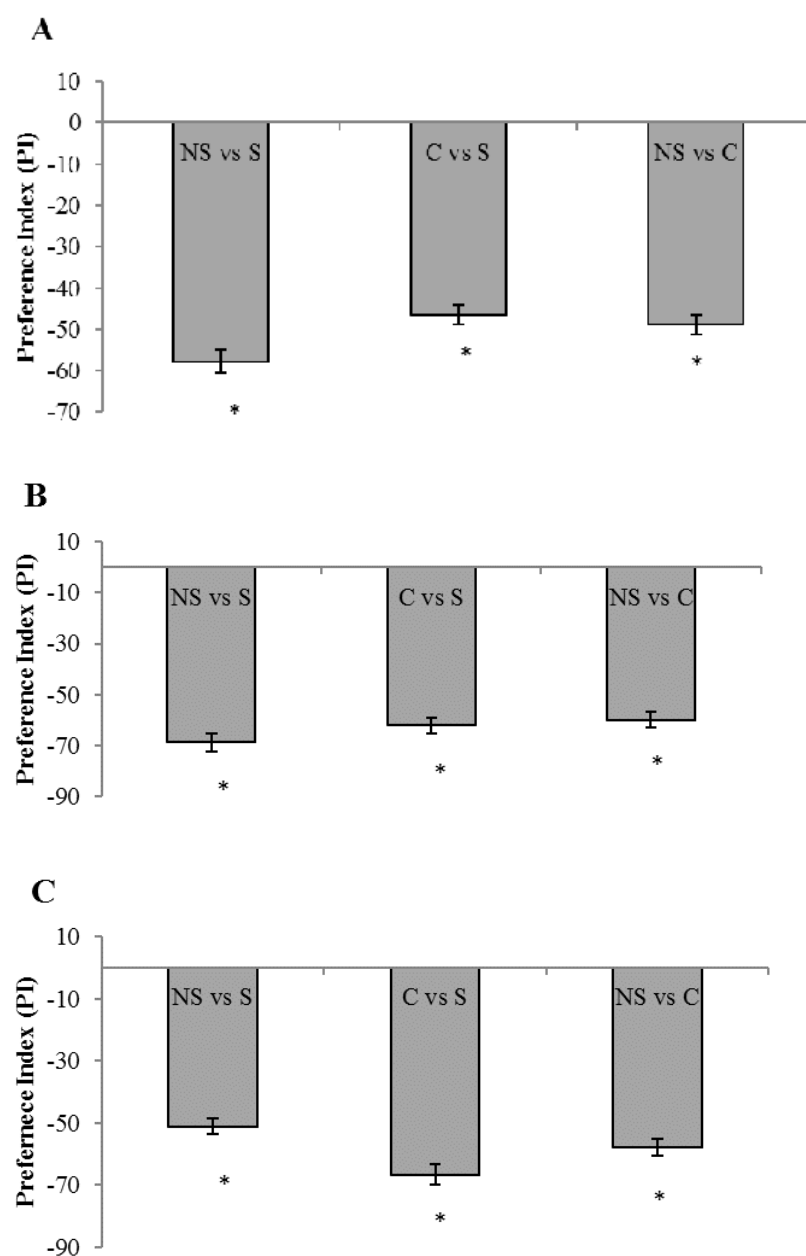 A
10
0
-10
-20
-30
-40
-50
-60
-70
Preference Index (PI)
NS vs S
C vs S
NS vs C
*
*
*
B
10
-10
-30
-50
-70
-90
Preference Index (PI)
NS vs S
C vs S
NS vs C
*
*
*
C
10
-10
-30
-50
-70
-90
Prefernece Index (PI)
NS vs S
C vs S
NS vs C
*
*
*